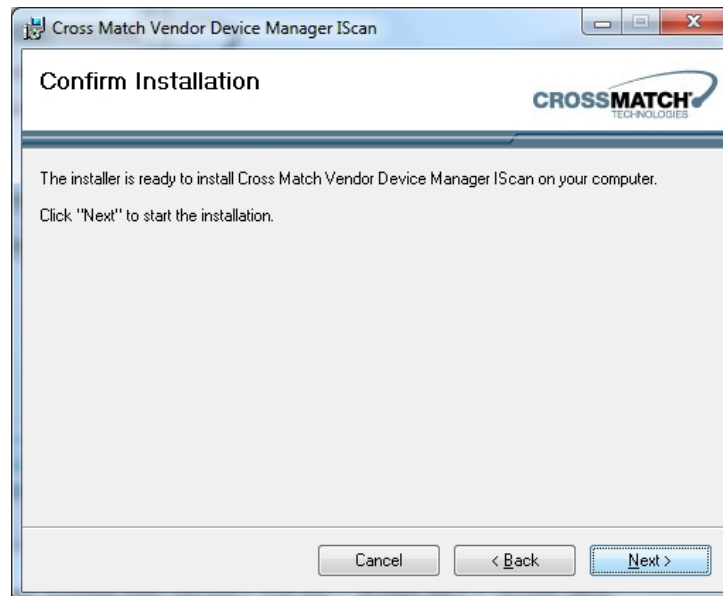 Cross Match Vendor Device Manager IScan
Confirm Installation
CROSSMATCH
TECHNOLOGIES
The installer is ready to install Cross Match Vendor Device Manager IScan on your computer.
Click "Next" to start the installation.
Cancel
< Back
Next >